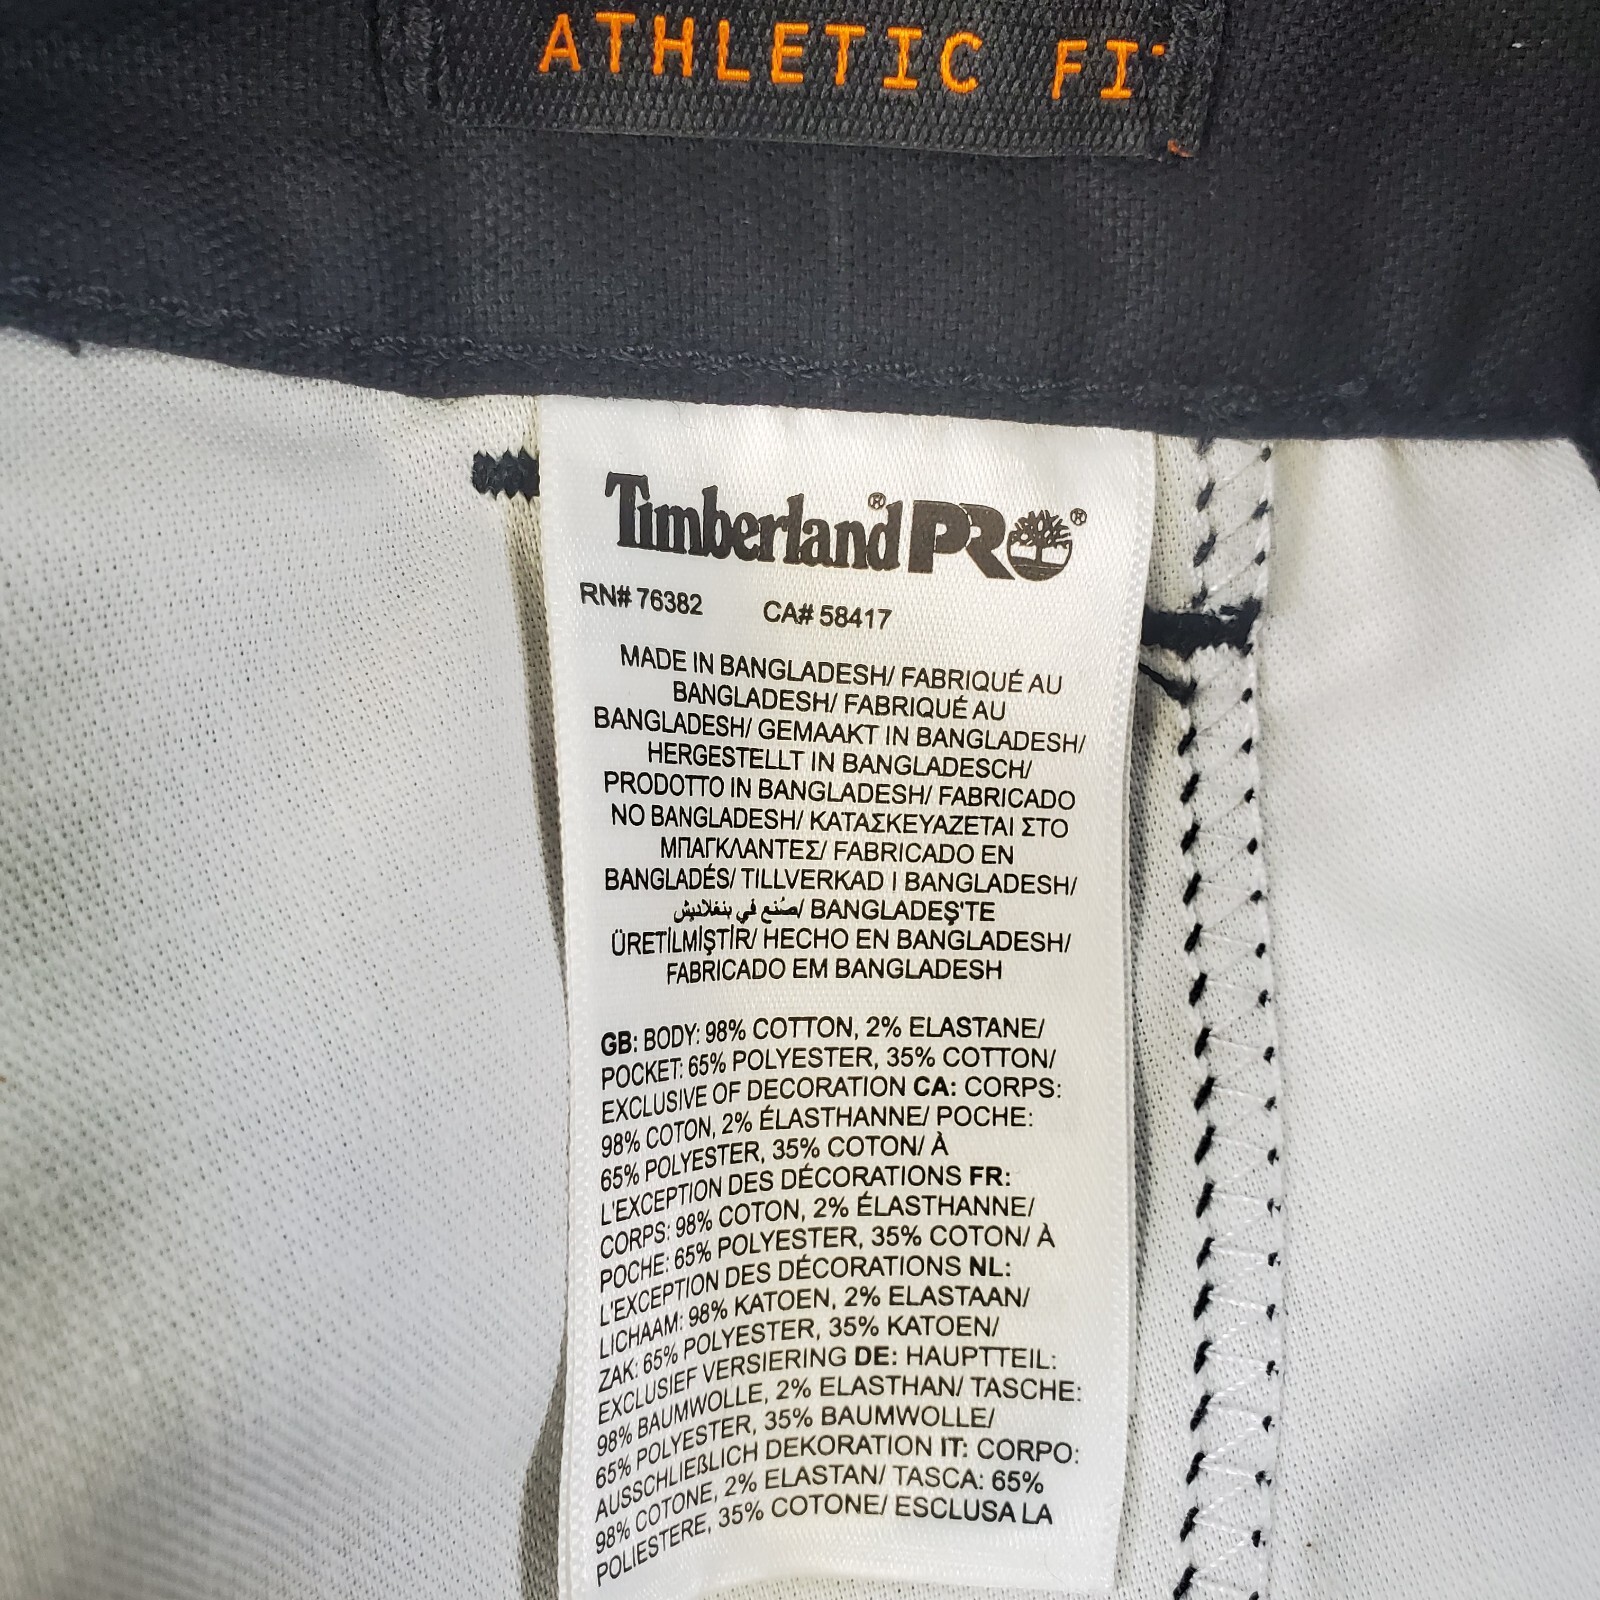 ATHLETIC FIT
Timberland® PRO®
RN# 76382 CA# 58417
MADE IN BANGLADESH/ FABRIQUÉ AU
BANGLADESH/ FABRIQUÉ AU
BANGLADESH/ GEMAAKT IN BANGLADESH/
HERGESTELLT IN BANGLADESCH/
PRODOTTO IN BANGLADESH/ FABRICADO
NO BANGLADESH/ ΚΑΤΑΣΚΕΥΑΖΕΤΑΙ ΣΤΟ
ΜΠΑΓΚΛΑΝΤΕΣ/ FABRICADO EN
BANGLADÉS/ TILLVERKAD I BANGLADESH/
صُنع في بنغلاديش/ BANGLADEŞ'TE
ÜRETİLMİŞTİR/ HECHO EN BANGLADESH/
FABRICADO EM BANGLADESH
GB: BODY: 98% COTTON, 2% ELASTANE/
POCKET: 65% POLYESTER, 35% COTTON/
EXCLUSIVE OF DECORATION CA: CORPS:
98% COTON, 2% ÉLASTHANNE/ POCHE:
65% POLYESTER, 35% COTON/ À
L'EXCEPTION DES DÉCORATIONS FR:
CORPS: 98% COTON, 2% ÉLASTHANNE/
POCHE: 65% POLYESTER, 35% COTON/ À
L'EXCEPTION DES DÉCORATIONS NL:
LICHAAM: 98% KATOEN, 2% ELASTAAN/
ZAK: 65% POLYESTER, 35% KATOEN/
EXCLUSIEF VERSIERING DE: HAUPTTEIL:
98% BAUMWOLLE, 2% ELASTHAN/ TASCHE:
65% POLYESTER, 35% BAUMWOLLE/
AUSSCHLIEßLICH DEKORATION IT: CORPO:
98% COTONE, 2% ELASTAN/ TASCA: 65%
POLIESTERE, 35% COTONE/ ESCLUSA LA